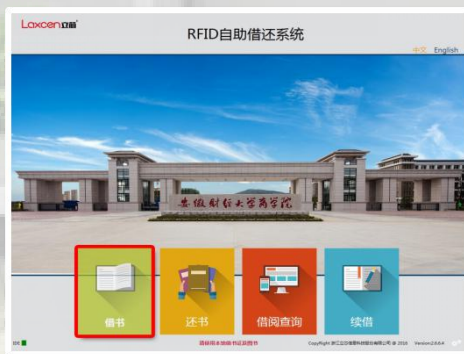 Laxcen立芯
RFID自助借还系统
中文 English
安徽财经大学商学院
借书
还书
借阅查询
续借